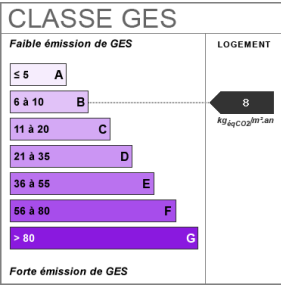 CLASSE GES
Faible émission de GES
LOGEMENT
≤ 5 A
6 à 10 B
8
kgéqCO2/m².an
11 à 20 C
21 à 35 D
36 à 55 E
56 à 80 F
> 80 G
Forte émission de GES